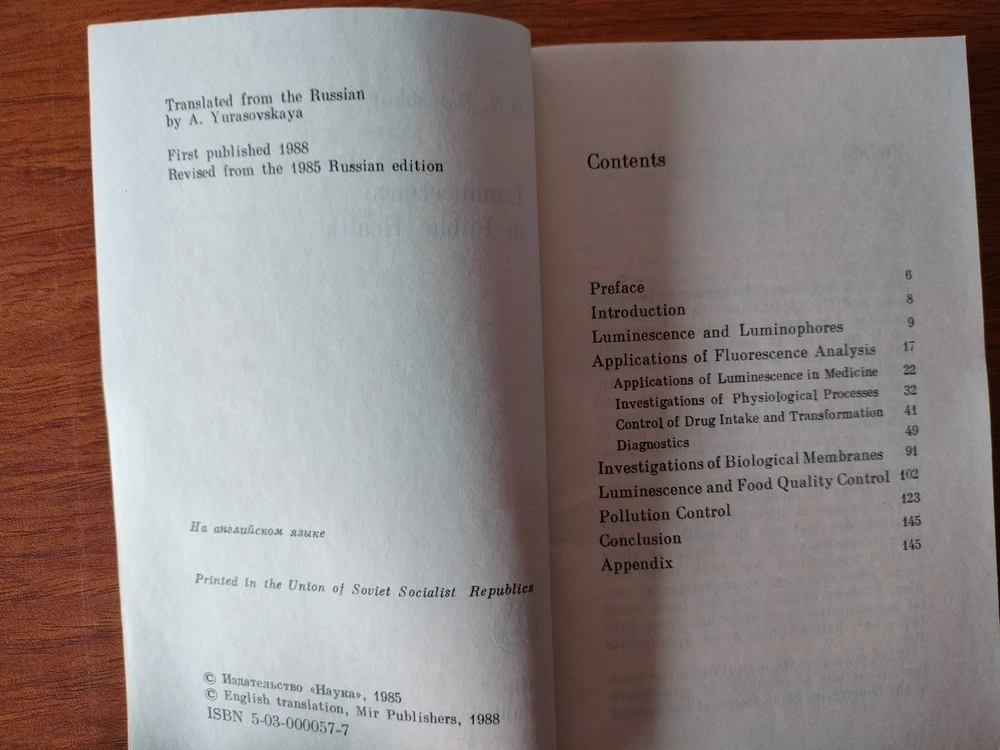 Translated from the Russian
by A. Yurasovskaya
First published 1988
Revised from the 1985 Russian edition
На английском языке
Printed in the Union of Soviet Socialist Republics
© Издательство «Наука», 1985
© English translation, Mir Publishers, 1988
ISBN 5-03-000057-7
Contents
Preface 6
Introduction 8
Luminescence and Luminophores 9
Applications of Fluorescence Analysis 17
Applications of Luminescence in Medicine 22
Investigations of Physiological Processes 32
Control of Drug Intake and Transformation 41
Diagnostics 49
Investigations of Biological Membranes 91
Luminescence and Food Quality Control 102
Pollution Control 123
Conclusion 145
Appendix 145